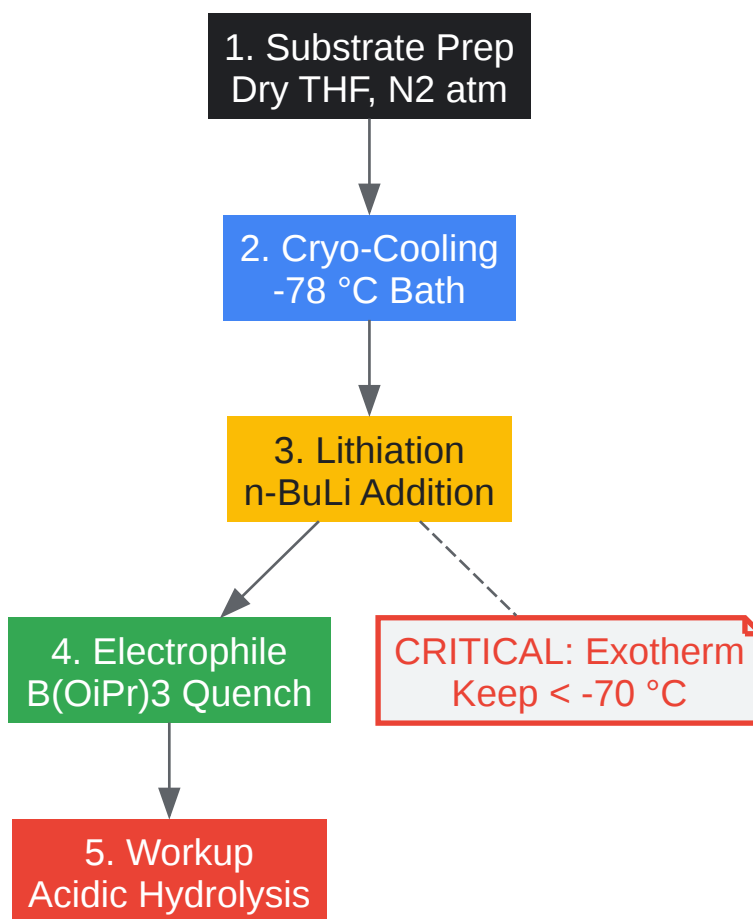 1. Substrate Prep
Dry THF, N2 atm
2. Cryo-Cooling
-78 °C Bath
3. Lithiation
n-BuLi Addition
4. Electrophile
B(OiPr)3 Quench
CRITICAL: Exotherm
Keep < -70 °C
5. Workup
Acidic Hydrolysis